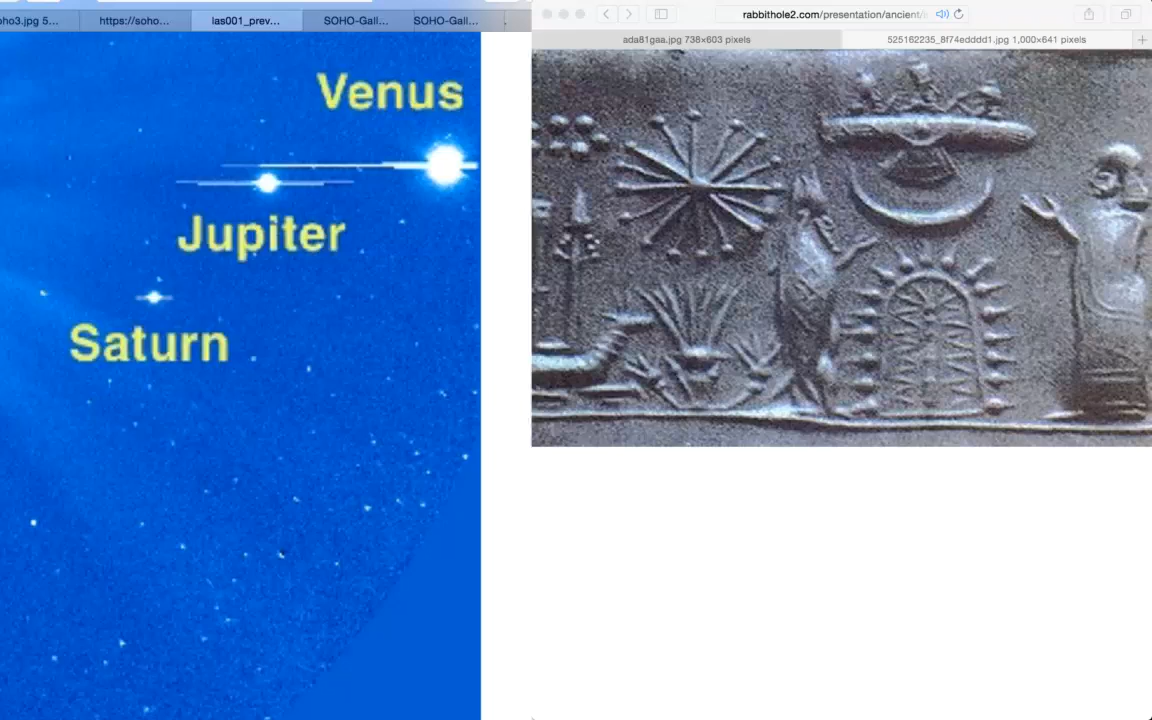 oho3.jpg 5...
https://soho...
las001_prev...
SOHO-Gall...
SOHO-Gall...
rabbithole2.com/presentation/ancient/
ada81gaa.jpg 738×603 pixels
525162235_8f74edddd1.jpg 1,000×641 pixels
Venus
Jupiter
Saturn